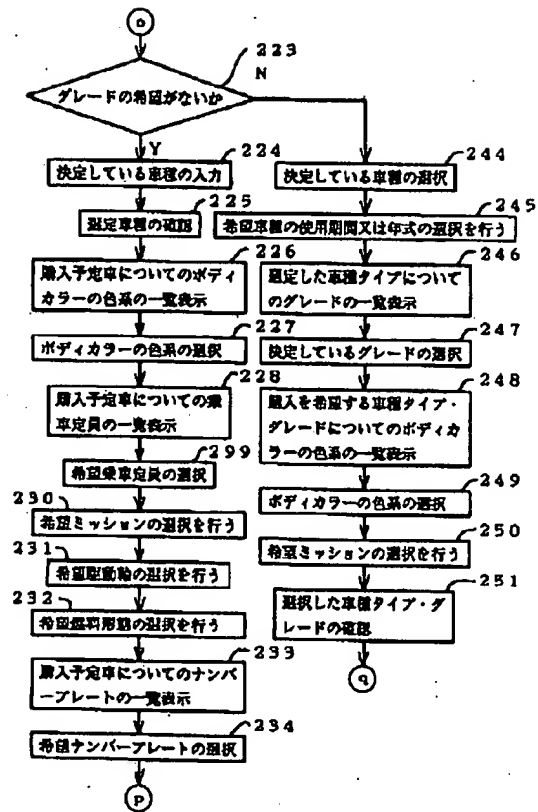 o
223
N
グレードの希望がないか
Y
224
決定している車種の入力
225
選定車種の確認
226
購入予定車についてのボディ
カラーの色系の一覧表示
227
ボディカラーの色系の選択
228
購入予定車についての乗
車定員の一覧表示
299
希望乗車定員の選択
230
希望ミッションの選択を行う
231
希望駆動輪の選択を行う
232
希望燃料形態の選択を行う
233
購入予定車についてのナンバ
ープレートの一覧表示
234
希望ナンバープレートの選択
P
244
決定している車種の選択
245
希望車種の使用期間又は年式の選択を行う
246
選定した車種タイプについて
のグレードの一覧表示
247
決定しているグレードの選択
248
購入を希望する車種タイプ・
グレードについてのボディカ
ラーの色系の一覧表示
249
ボディカラーの色系の選択
250
希望ミッションの選択を行う
251
選択した車種タイプ・グ
レードの確認
q